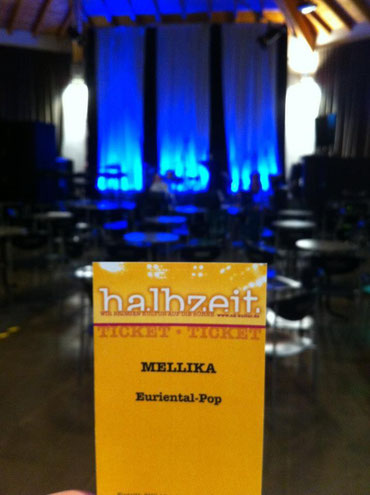 halbzeit.
TICKET * TICKET
MELLIKA
Euriental-Pop